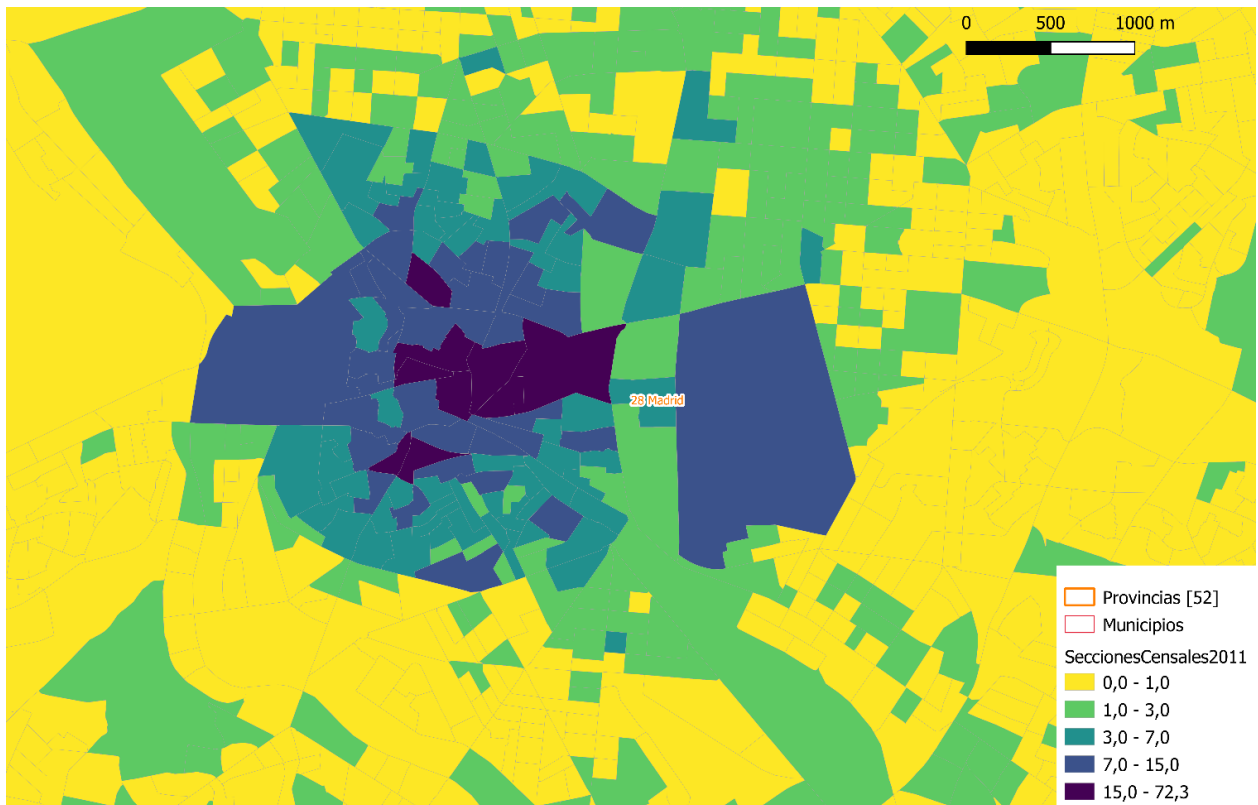 0 500 1000 m
28 Madrid
Provincias [52]
Municipios
SeccionesCensales2011
0,0 - 1,0
1,0 - 3,0
3,0 - 7,0
7,0 - 15,0
15,0 - 72,3